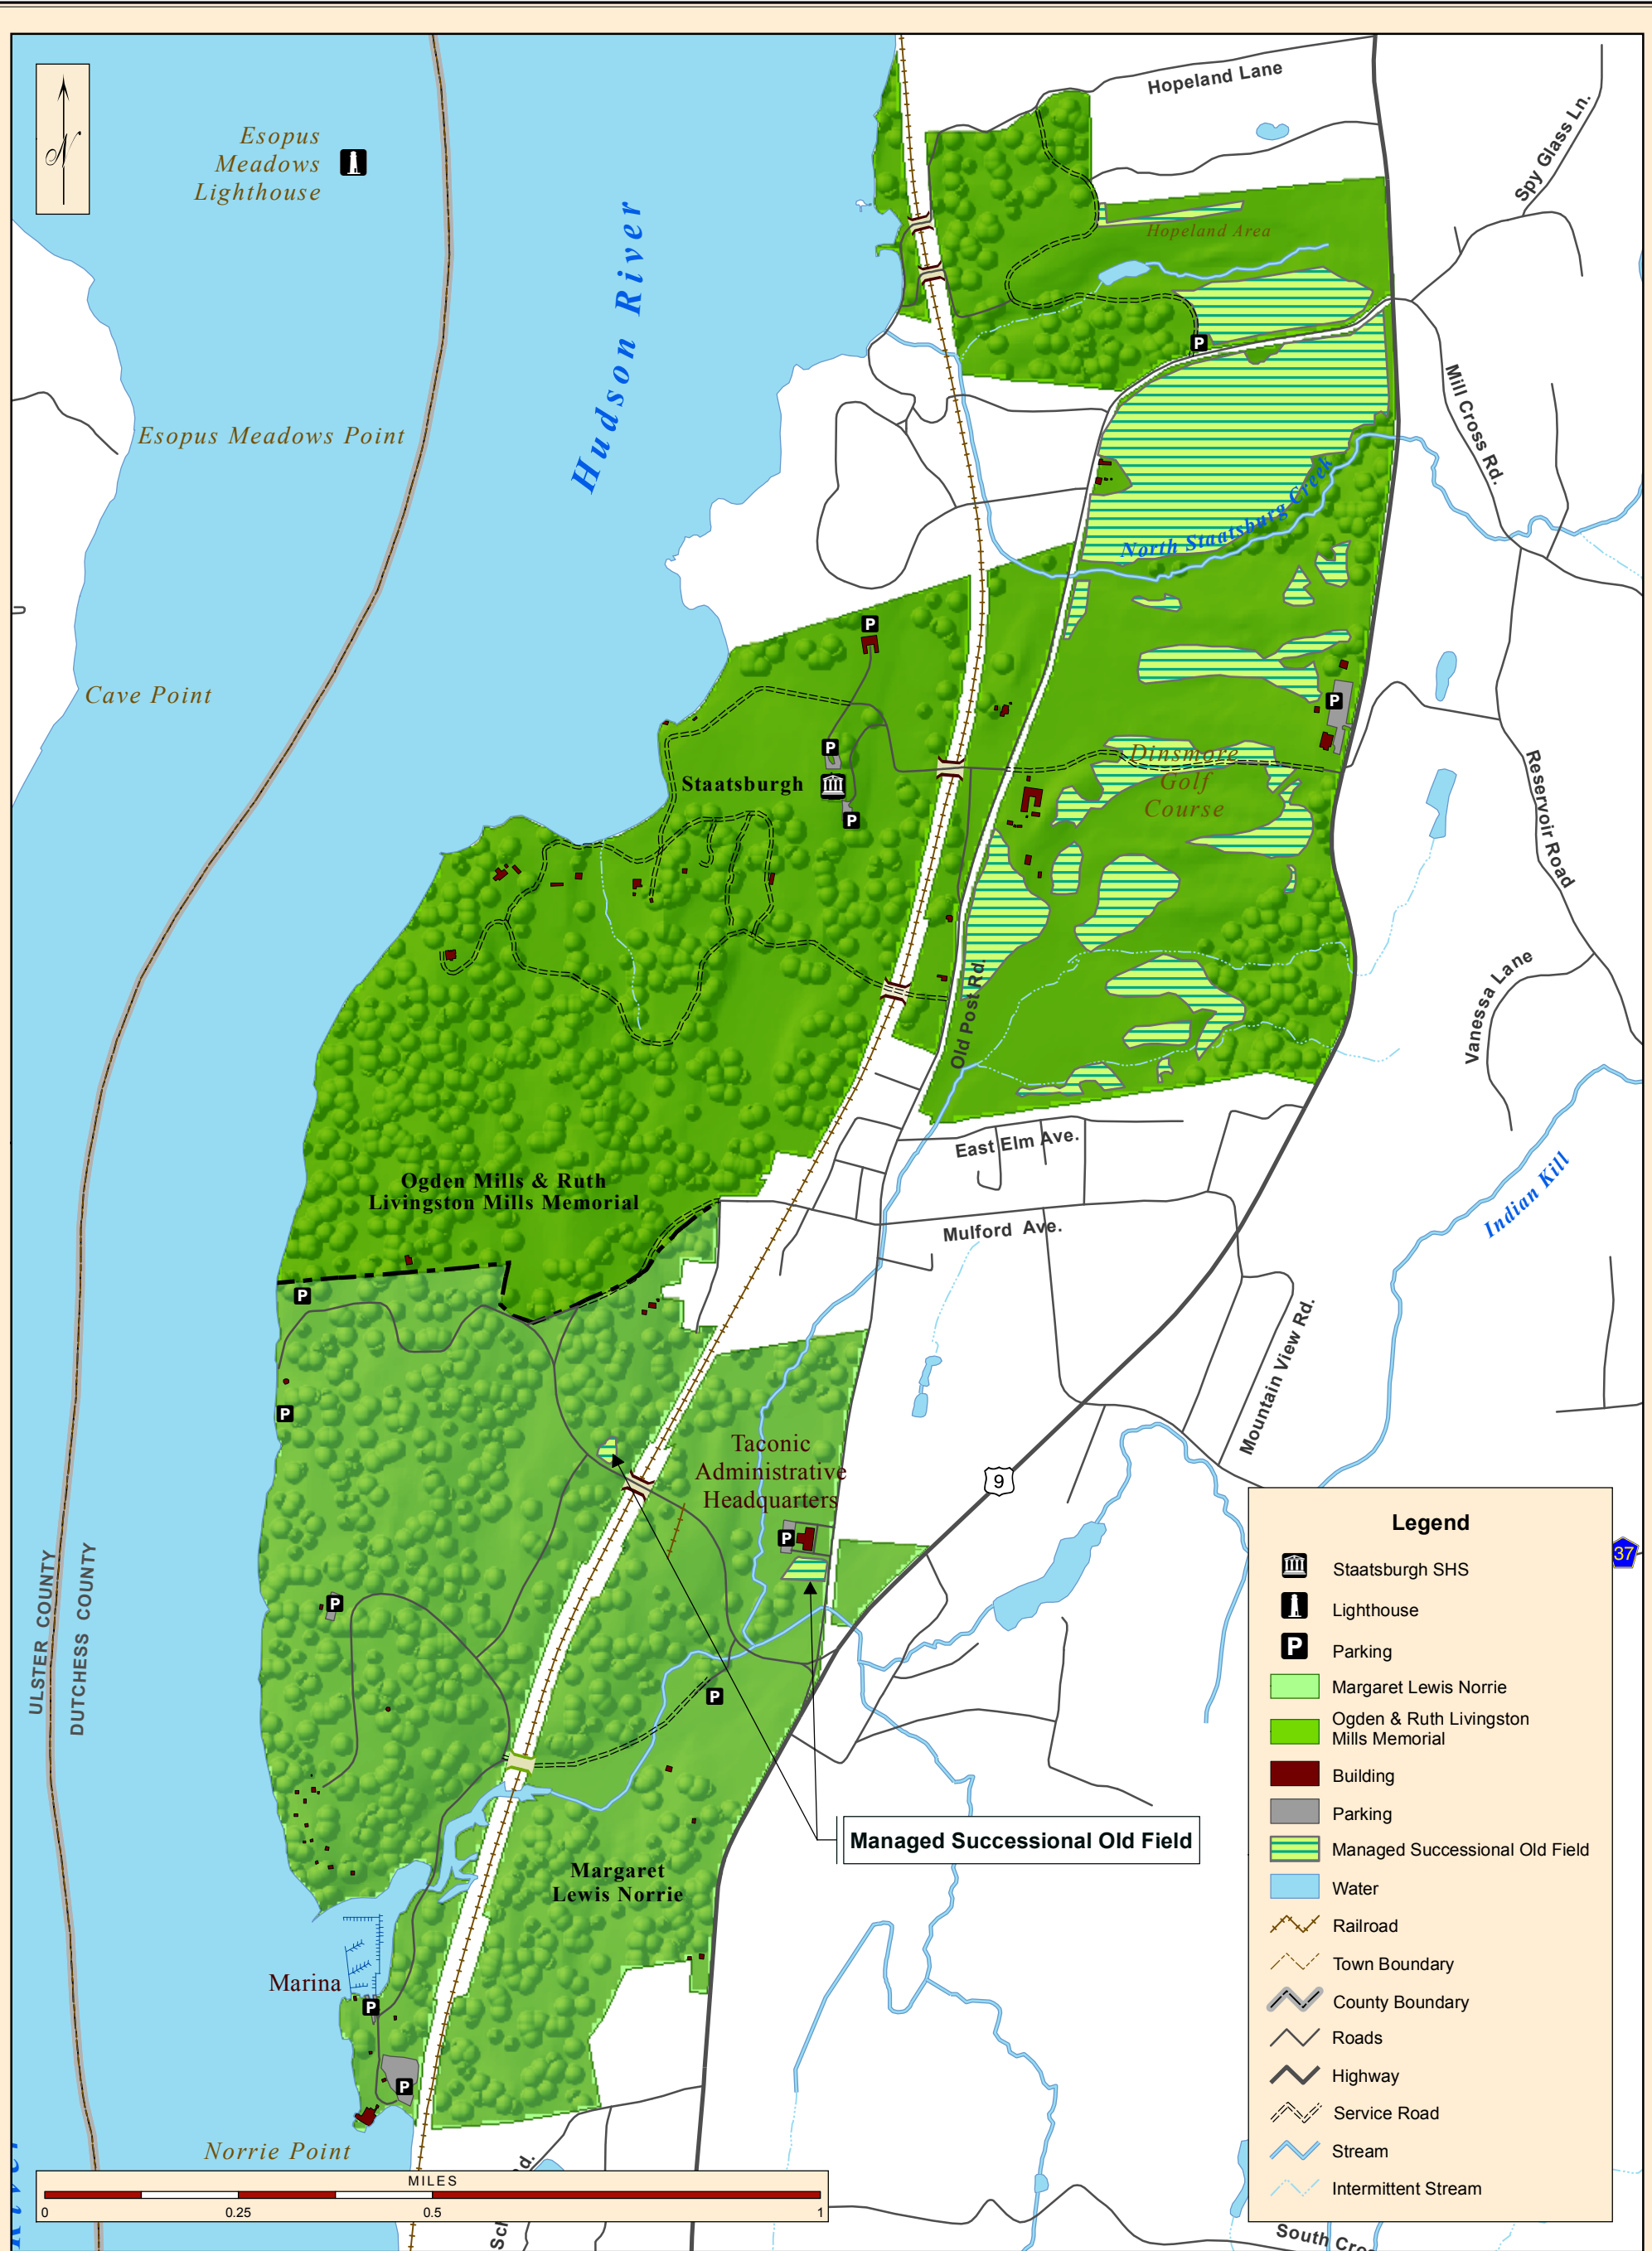 N
Esopus
Meadows
Lighthouse
Hopeland Lane
Spy Glass Ln.
Hudson River
Hopeland Area
P
Esopus Meadows Point
Mill Cross Rd.
North Staatsburg Creek
P
Cave Point
P
P
Staatsburgh
P
Dinsmore
Golf
Course
Reservoir Road
Old Post Rd.
Vanessa Lane
East Elm Ave.
Ogden Mills & Ruth
Livingston Mills Memorial
Mulford Ave.
Indian Kill
P
Mountain View Rd.
P
Taconic
Administrative
Headquarters
9
P
P
ULSTER COUNTY
DUTCHESS COUNTY
37
P
Managed Successional Old Field
Margaret
Lewis Norrie
Marina
P
P
Norrie Point
River
MILES
0 0.25 0.5 1
Legend
Staatsburgh SHS
Lighthouse
P Parking
Margaret Lewis Norrie
Ogden & Ruth Livingston
Mills Memorial
Building
Parking
Managed Successional Old Field
Water
Railroad
Town Boundary
County Boundary
Roads
Highway
Service Road
Stream
Intermittent Stream
South